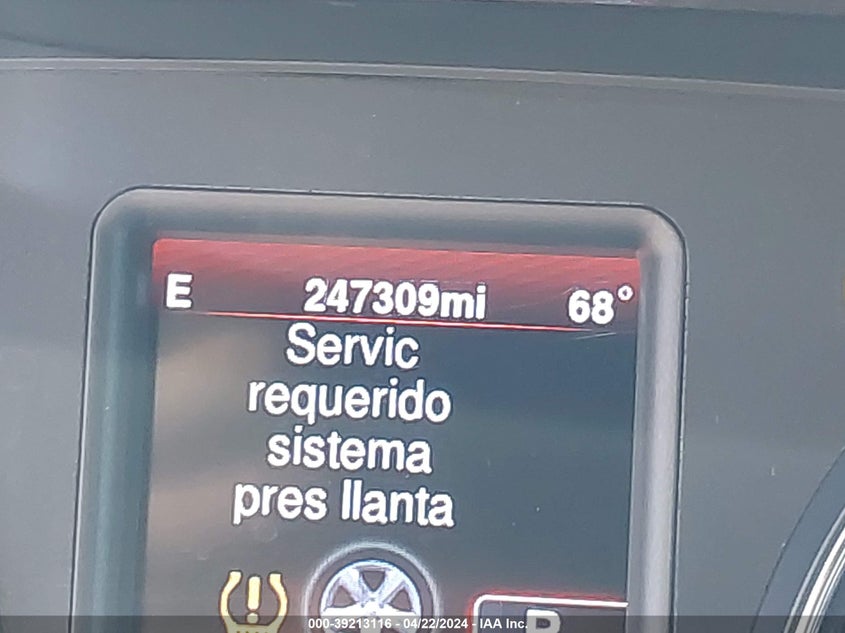 E 247309mi 68°
Servic
requerido
sistema
pres llanta
P
000-39213116 - 04/22/2024 - IAA Inc.